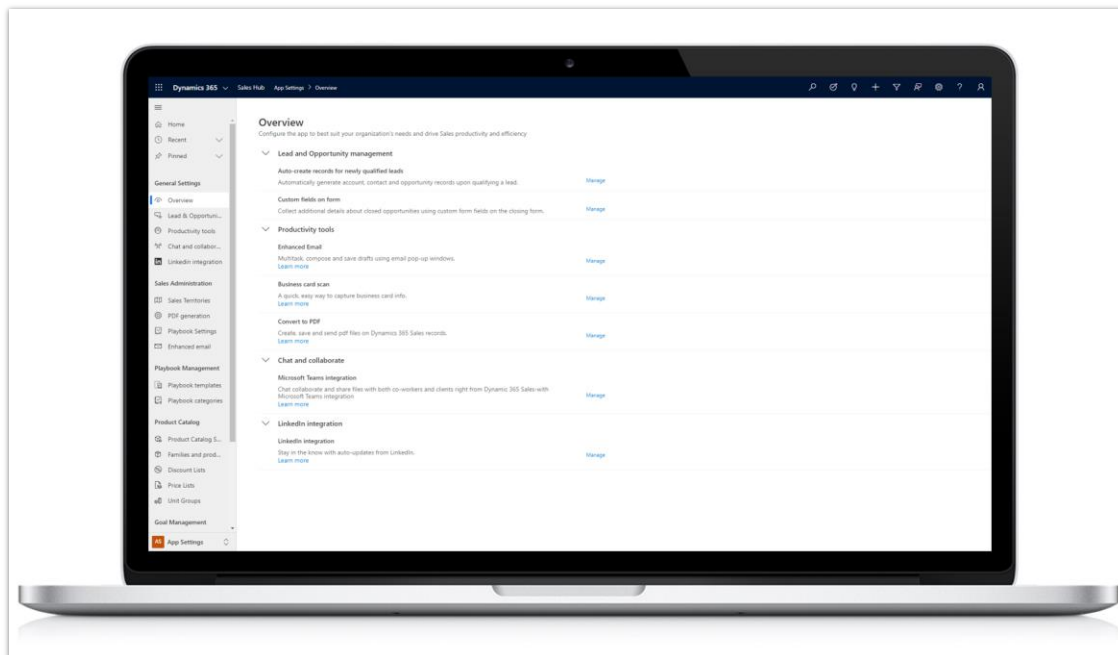 Dynamics 365 Sales Hub App Settings > Overview
Home
Recent
Pinned
General Settings
Overview
Lead & Opportuni...
Productivity tools
Chat and collabor...
LinkedIn integration
Sales Administration
Sales Territories
PDF generation
Playbook Settings
Enhanced email
Playbook Management
Playbook templates
Playbook categories
Product Catalog
Product Catalog S...
Families and prod...
Discount Lists
Price Lists
Unit Groups
Goal Management
AS App Settings
Overview
Configure the app to best suit your organization's needs and drive Sales productivity and efficiency
Lead and Opportunity management
Auto-create records for newly qualified leads
Automatically generate account, contact and opportunity records upon qualifying a lead.
Manage
Custom fields on form
Collect additional details about closed opportunities using custom form fields on the closing form.
Manage
Productivity tools
Enhanced Email
Multitask, compose and save drafts using email pop-up windows.
Learn more
Manage
Business card scan
A quick, easy way to capture business card info.
Learn more
Manage
Convert to PDF
Create, save and send pdf files on Dynamics 365 Sales records.
Learn more
Manage
Chat and collaborate
Microsoft Teams integration
Chat collaborate and share files with both co-workers and clients right from Dynamic 365 Sales-with
Microsoft Teams integration
Learn more
Manage
LinkedIn integration
LinkedIn integration
Stay in the know with auto-updates from LinkedIn.
Learn more
Manage